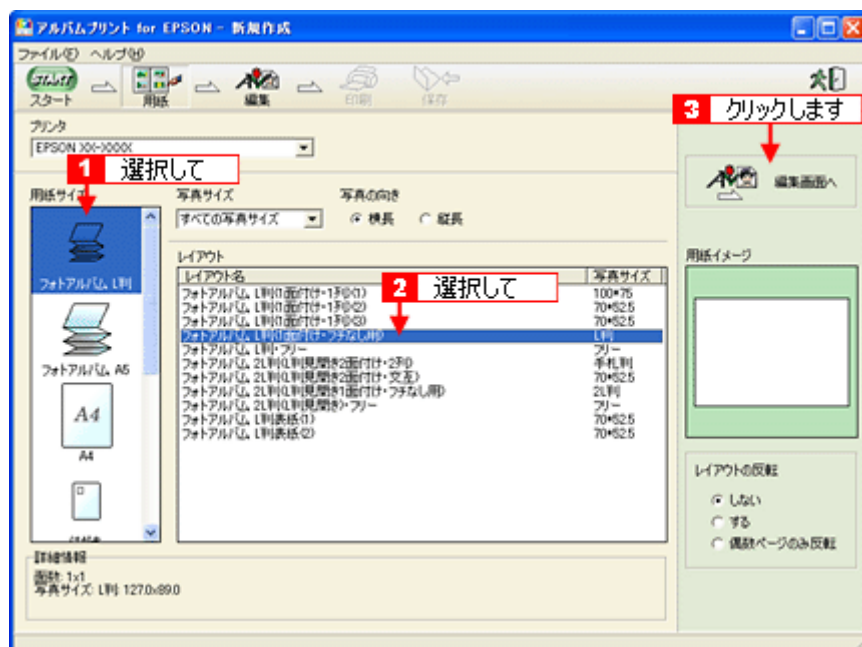 アルバムプリント for EPSON - 新規作成
ファイル(F) ヘルプ(H)
スタート
用紙
編集
印刷
保存
プリンタ
EPSON XX-XXXX
1 選択して
3 クリックします
編集画面へ
用紙サイズ
フォトアルバム L判
フォトアルバム A5
A4
A4
写真サイズ
すべての写真サイズ
写真の向き
横長
縦長
レイアウト
レイアウト名 写真サイズ
2 選択して
フォトアルバム L判(1面付け・1列)(1) 100*75
フォトアルバム L判(1面付け・1列)(2) 70*52.5
フォトアルバム L判(1面付け・1列)(3) 70*52.5
フォトアルバム L判(1面付け・フチなし用) L判
フォトアルバム L判・フリー フリー
フォトアルバム 2L判(L判見開き2面付け・2列) 手札判
フォトアルバム 2L判(L判見開き2面付け・交互) 70*52.5
フォトアルバム 2L判(L判見開き1面付け・フチなし用) 2L判
フォトアルバム 2L判(L判見開き)・フリー フリー
フォトアルバム L判表紙(1) 70*52.5
フォトアルバム L判表紙(2) 70*52.5
用紙イメージ
レイアウトの反転
しない
する
偶数ページのみ反転
詳細情報
面数: 1x1
写真サイズ: L判: 127.0x89.0